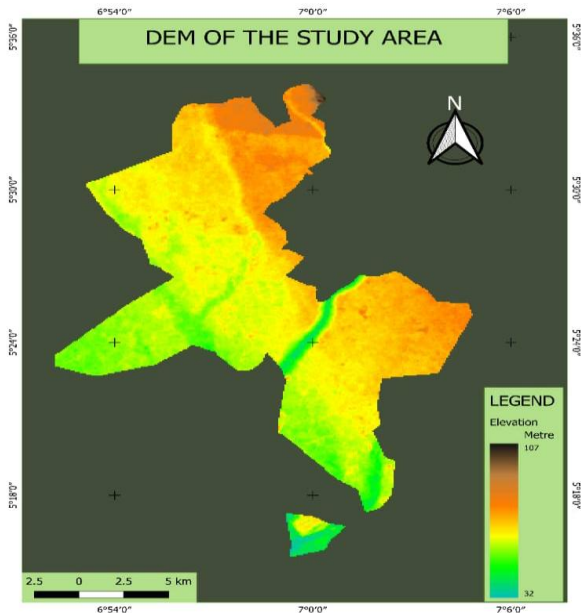 6°54'0" 7°0'0" 7°6'0"
5°36'0" 5°36'0"
DEM OF THE STUDY AREA
N
5°30'0" 5°30'0"
5°24'0" 5°24'0"
LEGEND
Elevation
Metre
107
5°18'0" 5°18'0"
32
2.5 0 2.5 5 km
6°54'0" 7°0'0" 7°6'0"